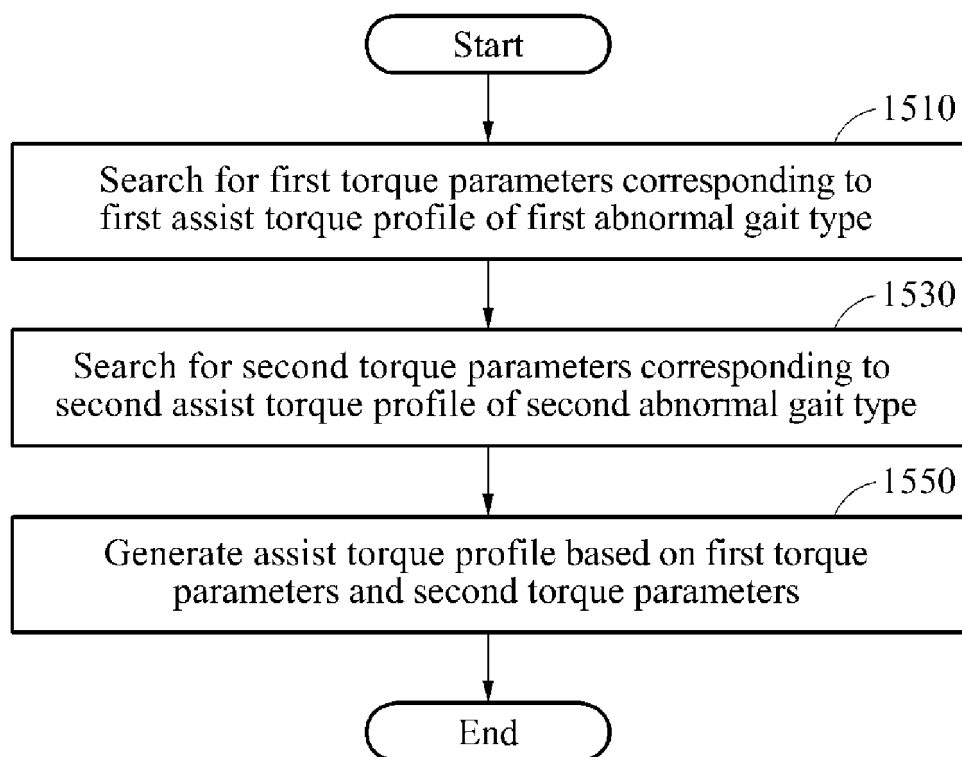 Start
1510
Search for first torque parameters corresponding to
first assist torque profile of first abnormal gait type
1530
Search for second torque parameters corresponding to
second assist torque profile of second abnormal gait type
1550
Generate assist torque profile based on first torque
parameters and second torque parameters
End